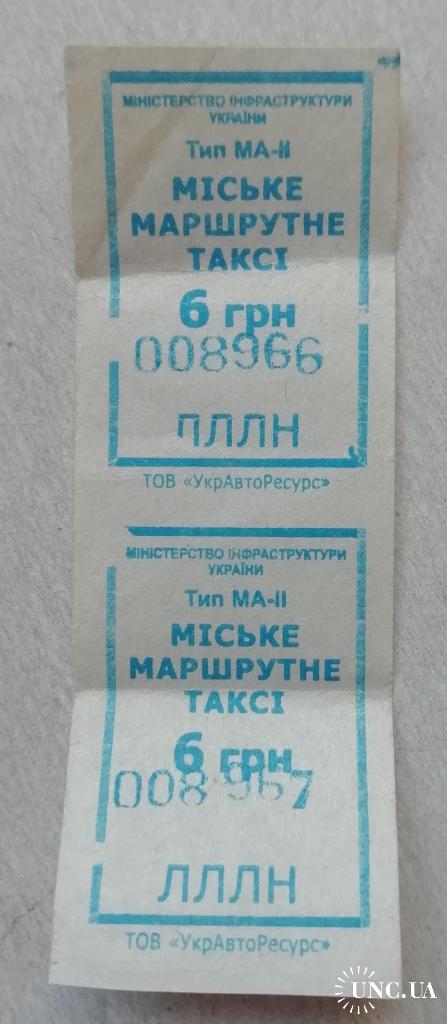 МІНІСТЕРСТВО ІНФРАСТРУКТУРИ
УКРАЇНИ
Тип МА-ІІ
МІСЬКЕ
МАРШРУТНЕ
ТАКСІ
6 грн
008966
ЛЛЛН
ТОВ «УкрАвтоРесурс»
МІНІСТЕРСТВО ІНФРАСТРУКТУРИ
УКРАЇНИ
Тип МА-ІІ
МІСЬКЕ
МАРШРУТНЕ
ТАКСІ
6 грн
008967
ЛЛЛН
ТОВ «УкрАвтоРесурс»
UNC.UA